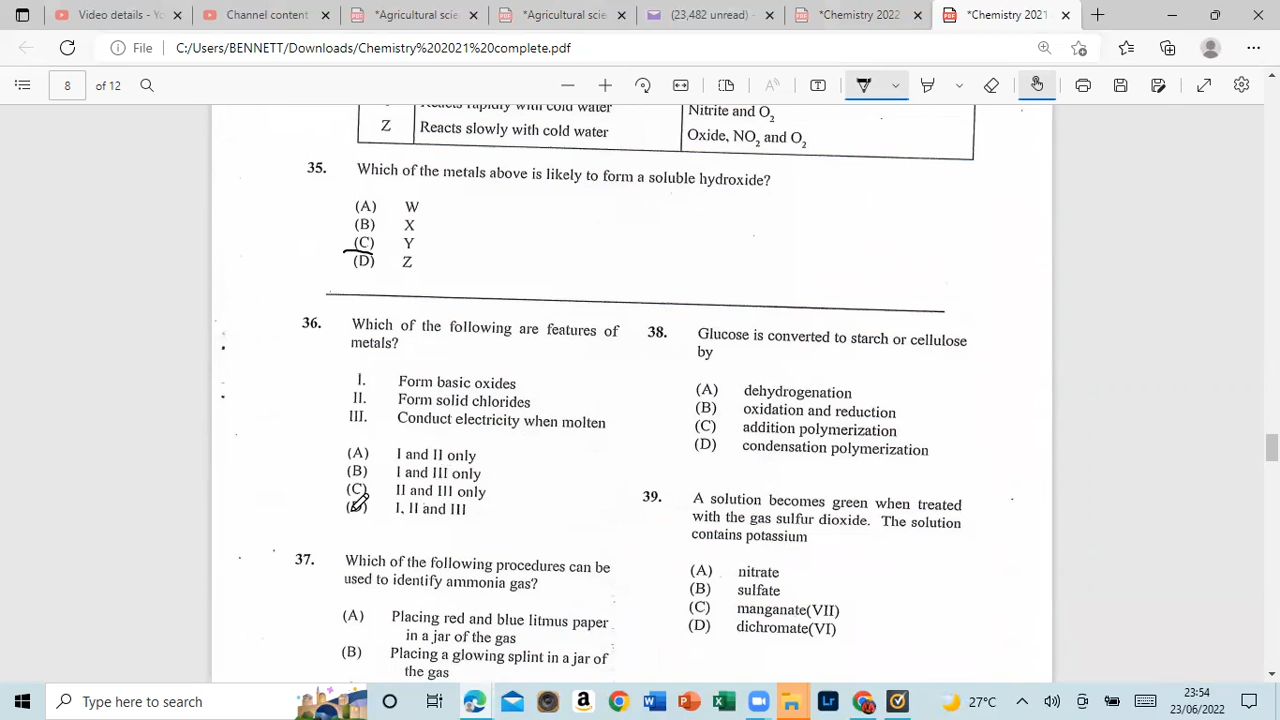 Video details - Yo
Content details - Y
*Agricultural scien
*Agricultural scien
(23,482 unread) -
*Chemistry 2022
*Chemistry 2021
File C:/Users/BENNETT/Downloads/Chemistry%202021%20complete.pdf
8 of 12
Reacts rapidly with cold water Nitrite and O₂
Z Reacts slowly with cold water Oxide, NO₂ and O₂
35. Which of the metals above is likely to form a soluble hydroxide?
(A) W
(B) X
(C) Y
(D) Z
36. Which of the following are features of
metals?
I. Form basic oxides
II. Form solid chlorides
III. Conduct electricity when molten
(A) I and II only
(B) I and III only
(C) II and III only
I, II and III
37. Which of the following procedures can be
used to identify ammonia gas?
(A) Placing red and blue litmus paper
in a jar of the gas
(B) Placing a glowing splint in a jar of
the gas
38. Glucose is converted to starch or cellulose
by
(A) dehydrogenation
(B) oxidation and reduction
(C) addition polymerization
(D) condensation polymerization
39. A solution becomes green when treated
with the gas sulfur dioxide. The solution
contains potassium
(A) nitrate
(B) sulfate
(C) manganate(VII)
(D) dichromate(VI)
Type here to search
27°C
23:54
23/06/2022